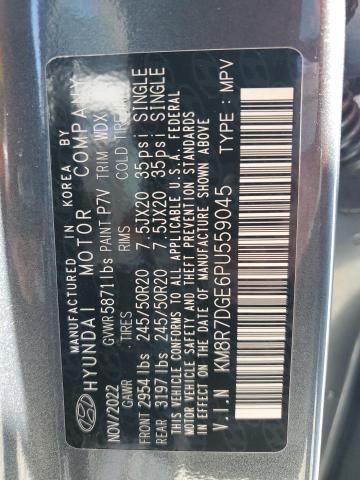 MANUFACTURED IN KOREA BY
HYUNDAI MOTOR COMPANY
NOV/2022 GVWR 5871 lbs PAINT P7V TRIM WDX
GAWR TIRES RIMS COLD TIRE
FRONT 2954 lbs 245/50R20 7.5JX20 35psi SINGLE
REAR 3197 lbs 245/50R20 7.5JX20 35psi SINGLE
THIS VEHICLE CONFORMS TO ALL APPLICABLE U.S.A. FEDERAL
MOTOR VEHICLE SAFETY, BUMPER, AND THEFT PREVENTION STANDARDS
IN EFFECT ON THE DATE OF MANUFACTURE SHOWN ABOVE.
V.I.N : KM8R7DGE6PU559045 TYPE : MPV